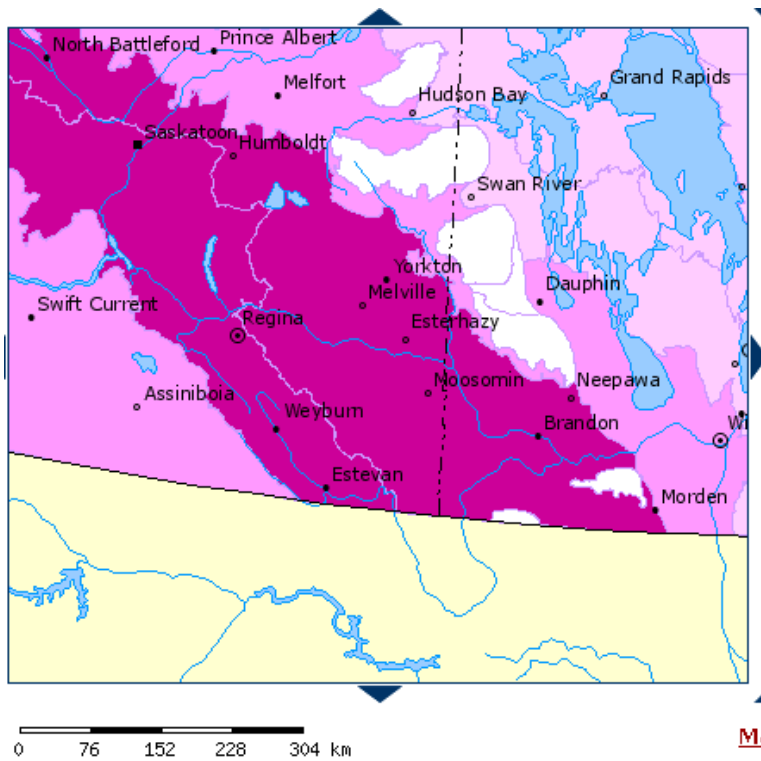 North Battleford
Prince Albert
Melfort
Grand Rapids
Hudson Bay
Saskatoon
Humboldt
Swan River
Yorkton
Dauphin
Melville
Swift Current
Regina
Esterhazy
Assiniboia
Moosomin
Neepawa
Weyburn
Brandon
Estevan
Morden
0 76 152 228 304 km